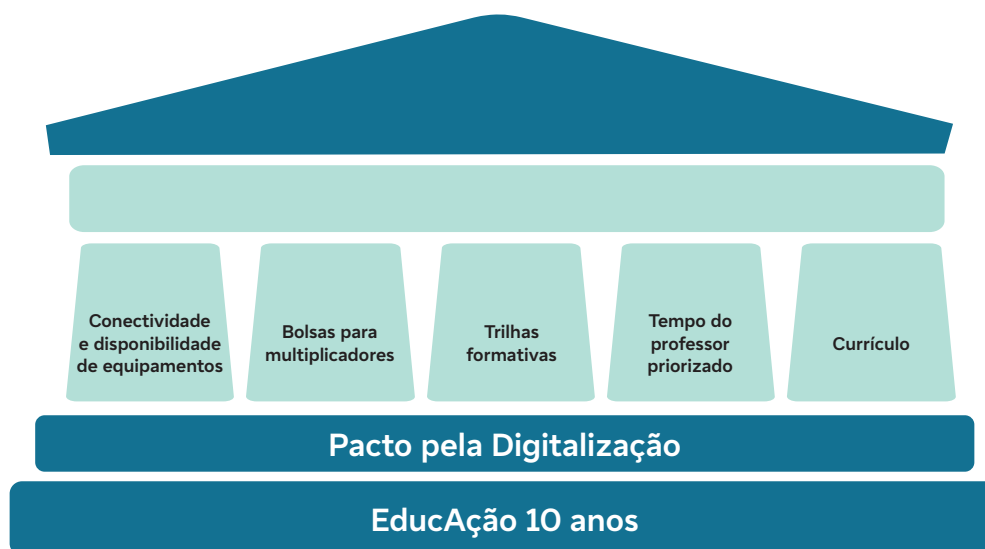 Conectividade
e disponibilidade
de equipamentos
Bolsas para
multiplicadores
Trilhas
formativas
Tempo do
professor
priorizado
Currículo
Pacto pela Digitalização
EducAção 10 anos